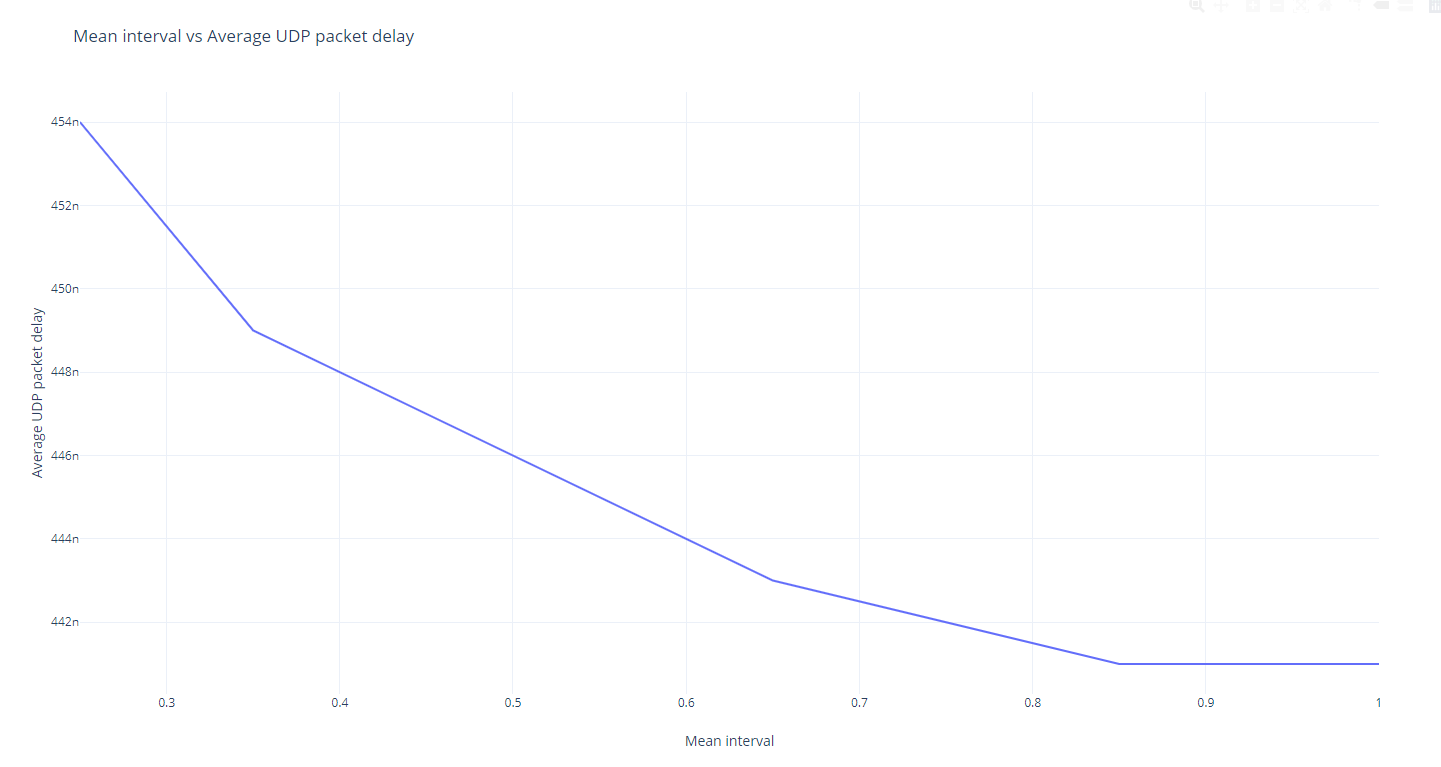 Mean interval vs Average UDP packet delay
454n
452n
450n
448n
446n
444n
442n
Average UDP packet delay
0.3 0.4 0.5 0.6 0.7 0.8 0.9 1
Mean interval